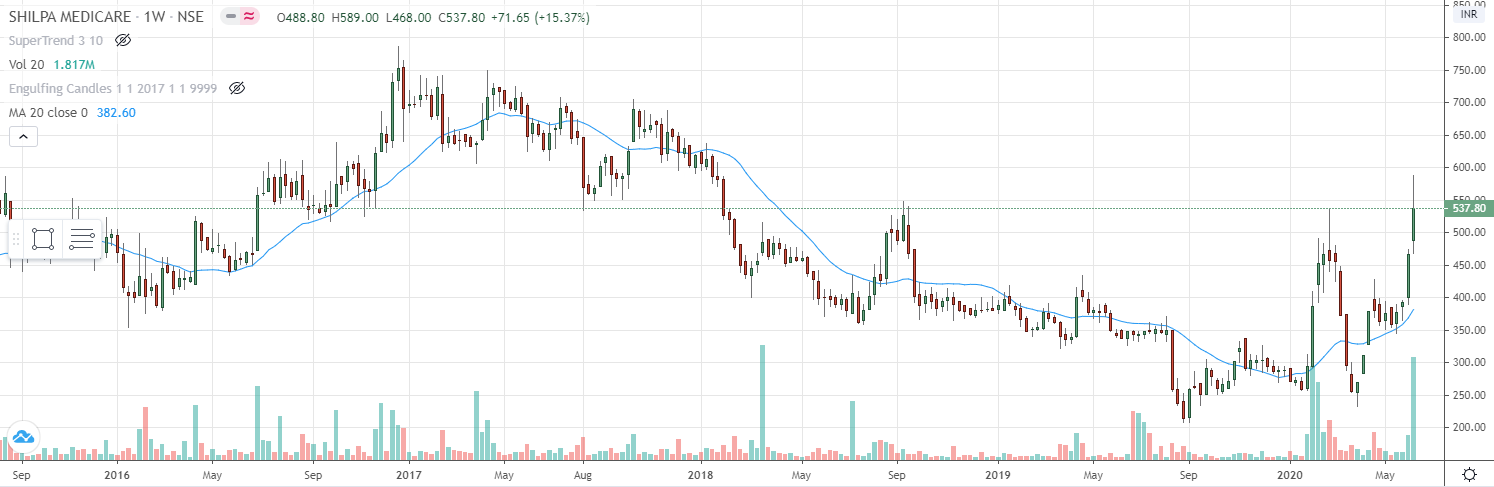 SHILPA MEDICARE · 1W · NSE O488.80 H589.00 L468.00 C537.80 +71.65 (+15.37%)
SuperTrend 3 10
Vol 20 1.817M
Engulfing Candles 1 1 2017 1 1 9999
MA 20 close 0 382.60
850.00
INR
800.00
750.00
700.00
650.00
600.00
550.00
537.80
500.00
450.00
400.00
350.00
300.00
250.00
200.00
Sep 2016 May Sep 2017 May Aug 2018 May Sep 2019 May Sep 2020 May